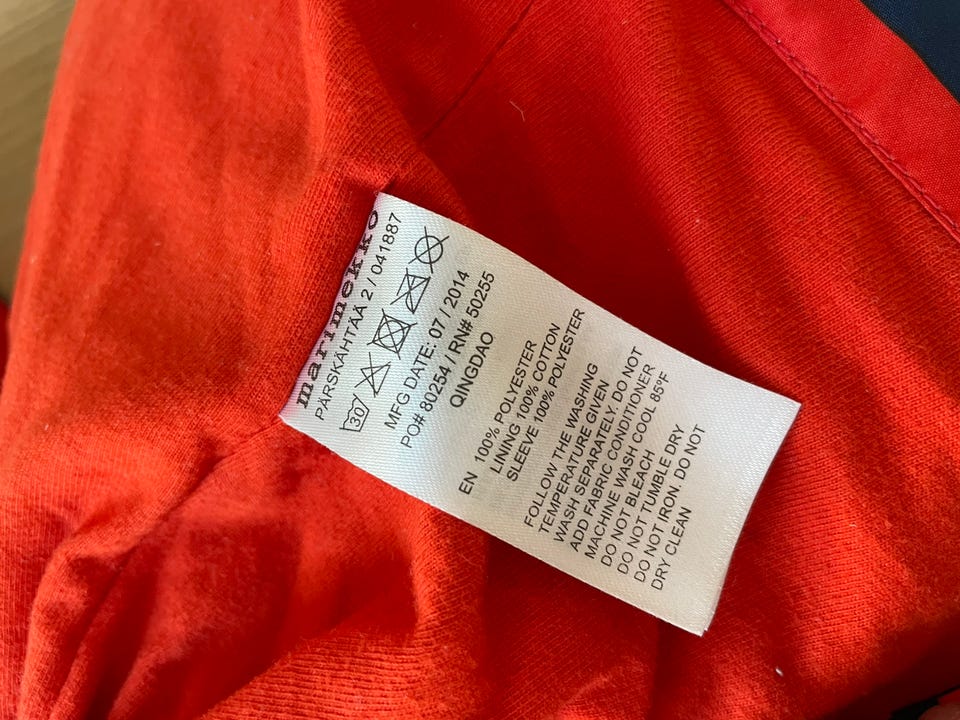 marimekko
PÄRSKÄHTÄÄ 2 / 041887
30
MFG DATE: 07 / 2014
PO# 80254 / RN# 50255
QINGDAO
EN 100% POLYESTER
LINING 100% COTTON
SLEEVE 100% POLYESTER
FOLLOW THE WASHING
TEMPERATURE GIVEN
WASH SEPARATELY DO NOT
ADD FABRIC CONDITIONER
MACHINE WASH COOL 85°F
DO NOT BLEACH
DO NOT TUMBLE DRY
DO NOT IRON. DO NOT
DRY CLEAN